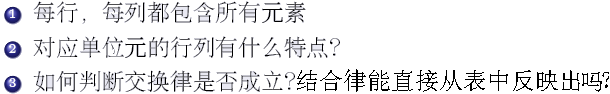 1 每行，每列都包含所有元素
2 对应单位元的行列有什么特点?
3 如何判断交换律是否成立?结合律能直接从表中反映出吗?